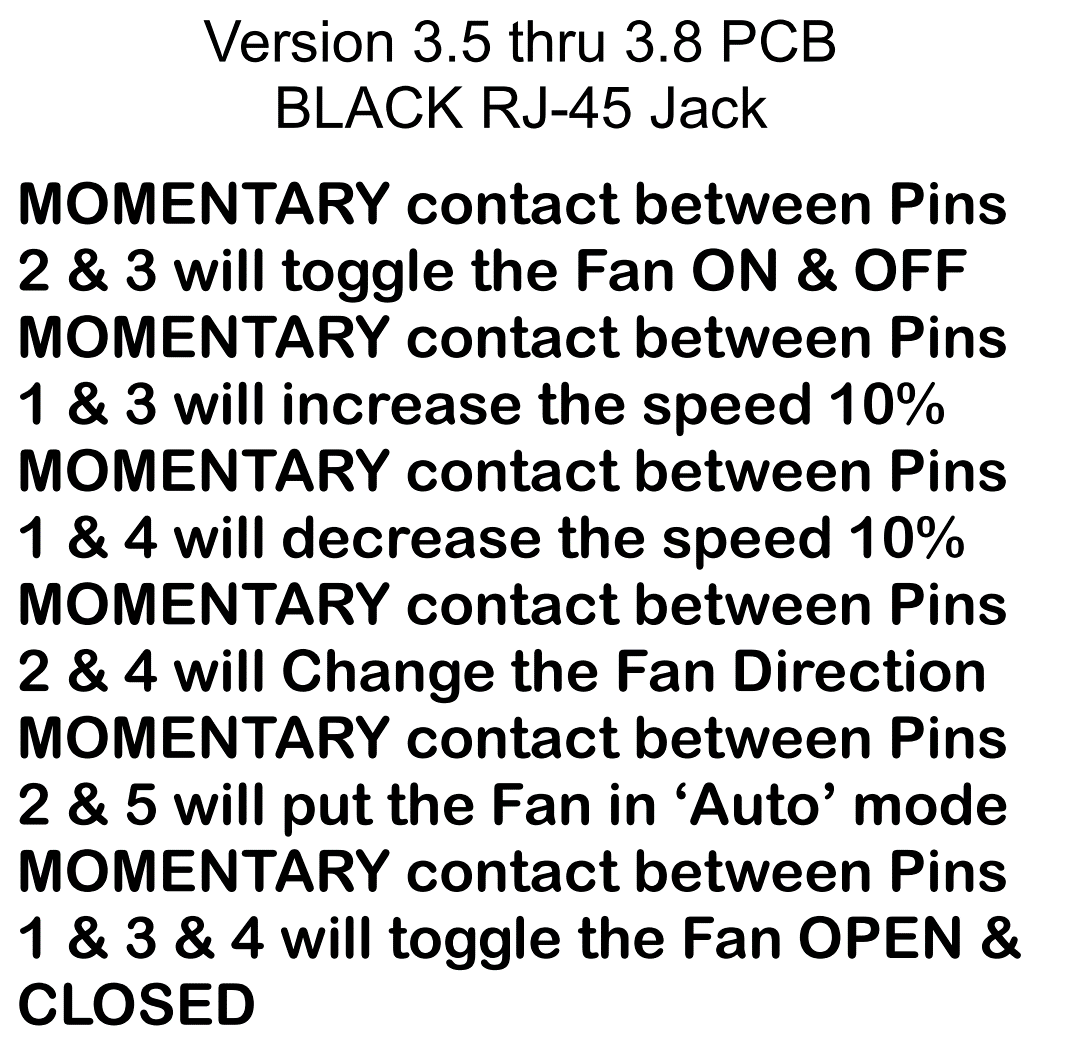 Version 3.5 thru 3.8 PCB
BLACK RJ-45 Jack
MOMENTARY contact between Pins
2 & 3 will toggle the Fan ON & OFF
MOMENTARY contact between Pins
1 & 3 will increase the speed 10%
MOMENTARY contact between Pins
1 & 4 will decrease the speed 10%
MOMENTARY contact between Pins
2 & 4 will Change the Fan Direction
MOMENTARY contact between Pins
2 & 5 will put the Fan in ‘Auto’ mode
MOMENTARY contact between Pins
1 & 3 & 4 will toggle the Fan OPEN &
CLOSED